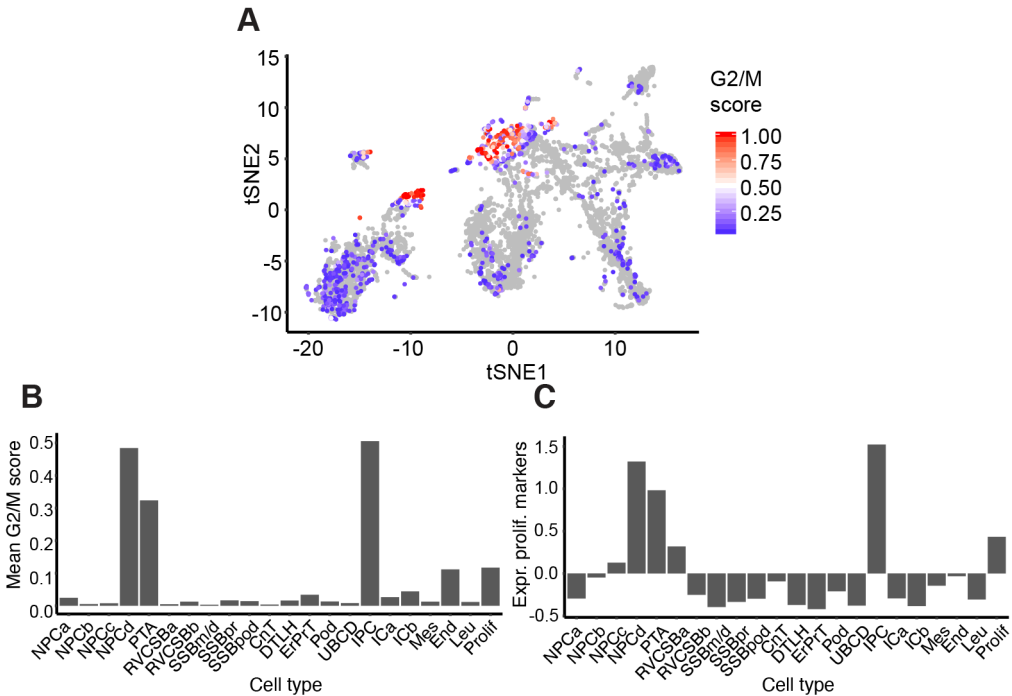 A
G2/M
score
1.00
0.75
0.50
0.25
15
10
5
0
-5
-10
tSNE2
-20
-10
0
10
tSNE1
B
Mean G2/M score
0.5
0.4
0.3
0.2
0.1
0.0
NPCa
NPCb
NPCc
NPCd
PTA
RVCSBa
RVCSBb
SSBm/d
SSBpr
SSBpod
CnT
DTLH
ErPrT
Pod
UBCD
IPC
ICa
ICb
Mes
End
Leu
Prolif
Cell type
C
Expr. prolif. markers
1.5
1.0
0.5
0.0
-0.5
NPCa
NPCb
NPCc
NPCd
PTA
RVCSBa
RVCSBb
SSBm/d
SSBpr
SSBpod
CnT
DTLH
ErPrT
Pod
UBCD
IPC
ICa
ICb
Mes
End
Leu
Prolif
Cell type